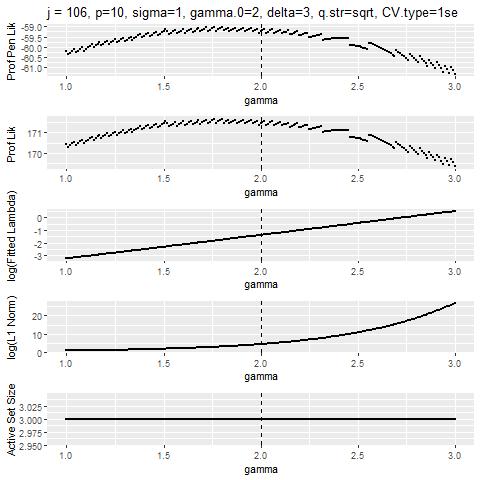 j = 106, p=10, sigma=1, gamma.0=2, delta=3, q.str=sqrt, CV.type=1se
Prof Pen Lik
-59.0
-59.5
-60.0
-60.5
-61.0
1.0 1.5 2.0 2.5 3.0
gamma
Prof Lik
171
170
1.0 1.5 2.0 2.5 3.0
gamma
log(Fitted Lambda)
0
-1
-2
-3
1.0 1.5 2.0 2.5 3.0
gamma
log(L1 Norm)
20
10
0
1.0 1.5 2.0 2.5 3.0
gamma
Active Set Size
3.025
3.000
2.975
2.950
1.0 1.5 2.0 2.5 3.0
gamma